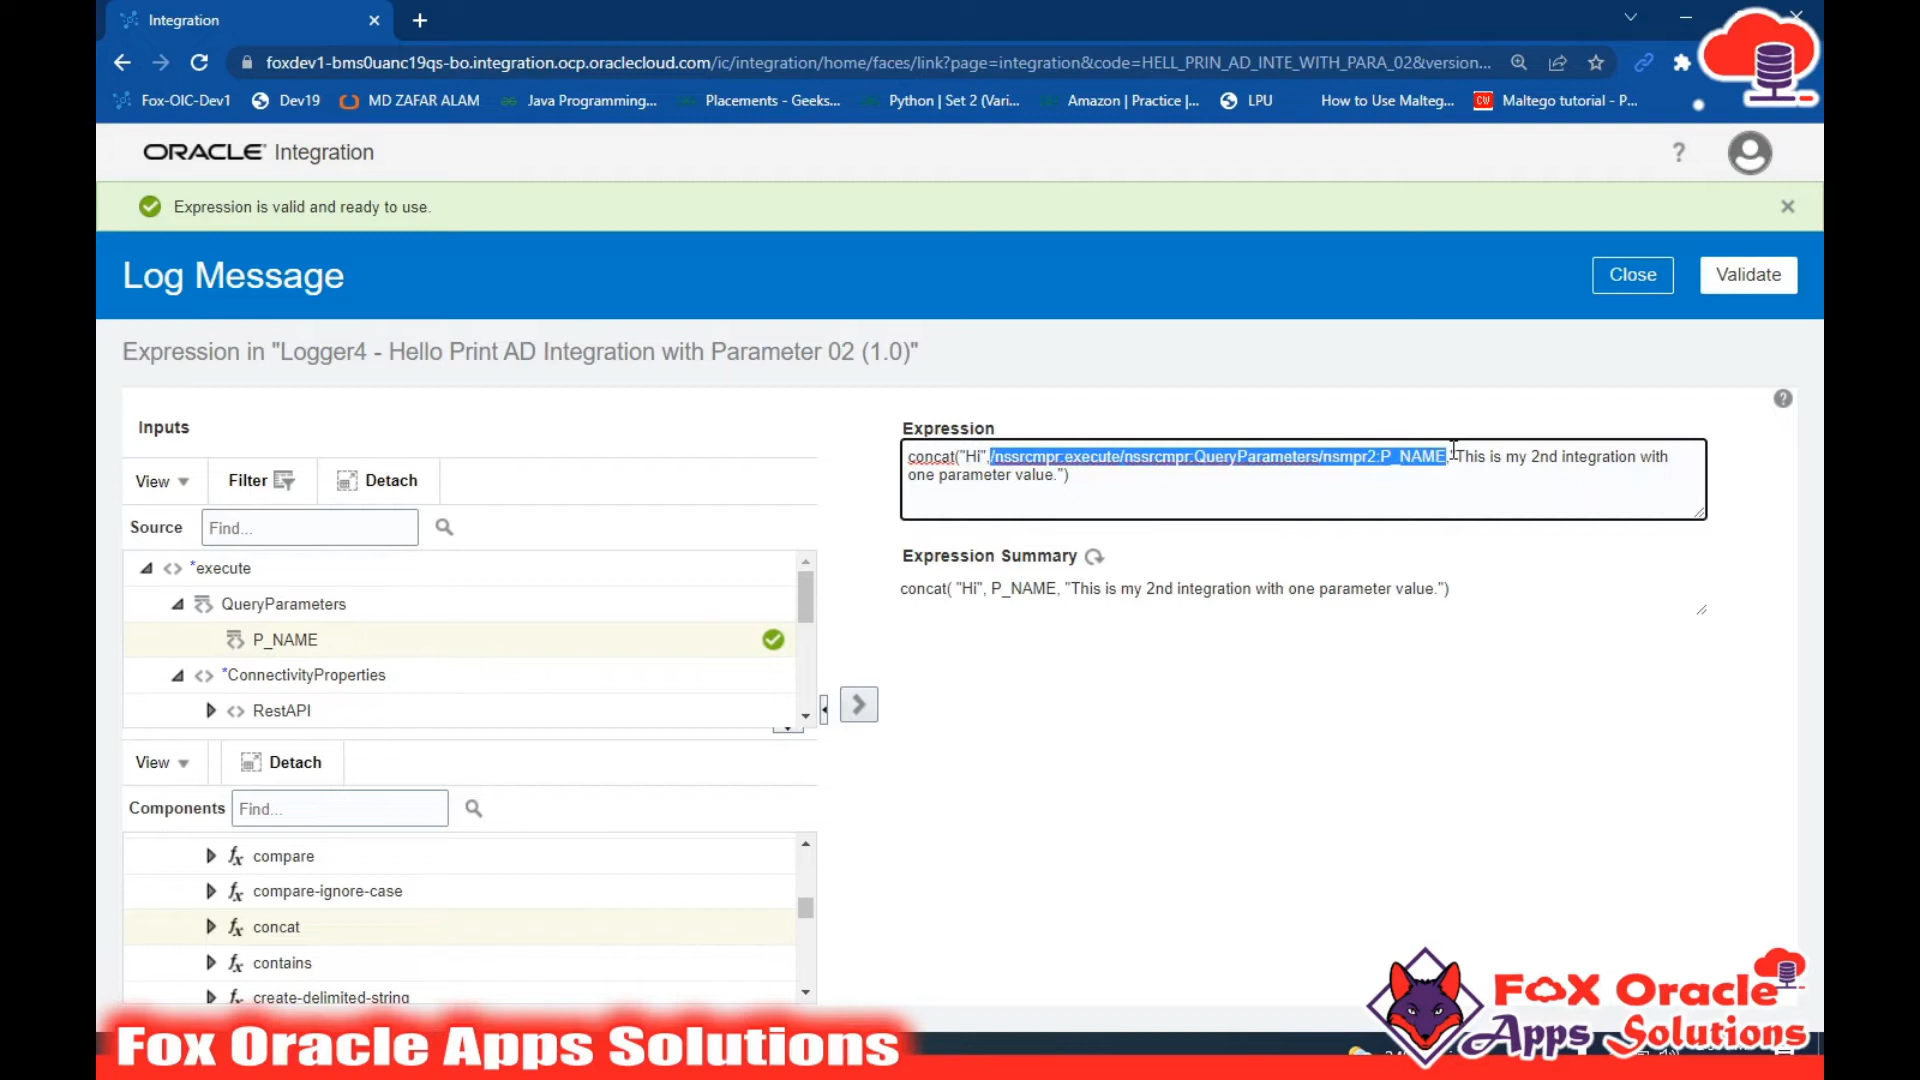 Integration
foxdev1-bms0uanc19qs-bo.integration.ocp.oraclecloud.com/ic/integration/home/faces/link?page=integration&code=HELL_PRIN_AD_INTE_WITH_PARA_02&version...
Fox-OIC-Dev1 Dev19 MD ZAFAR ALAM Java Programming... Placements - Geeks... Python | Set 2 (Vari... Amazon | Practice |... LPU How to Use Malteg... CW Maltego tutorial - P...
ORACLE Integration
?
Expression is valid and ready to use.
Log Message
Close Validate
Expression in "Logger4 - Hello Print AD Integration with Parameter 02 (1.0)"
Inputs
View Filter Detach
Source Find...
*execute
QueryParameters
P_NAME
*ConnectivityProperties
RestAPI
View Detach
Components Find...
fx compare
fx compare-ignore-case
fx concat
fx contains
fx create-delimited-string
Expression
concat("Hi",/nssrcmpr:execute/nssrcmpr:QueryParameters/nsmpr2:P_NAME,"This is my 2nd integration with
one parameter value.")
Expression Summary
concat( "Hi", P_NAME, "This is my 2nd integration with one parameter value.")
Fox Oracle
Apps Solutions
Fox Oracle Apps Solutions